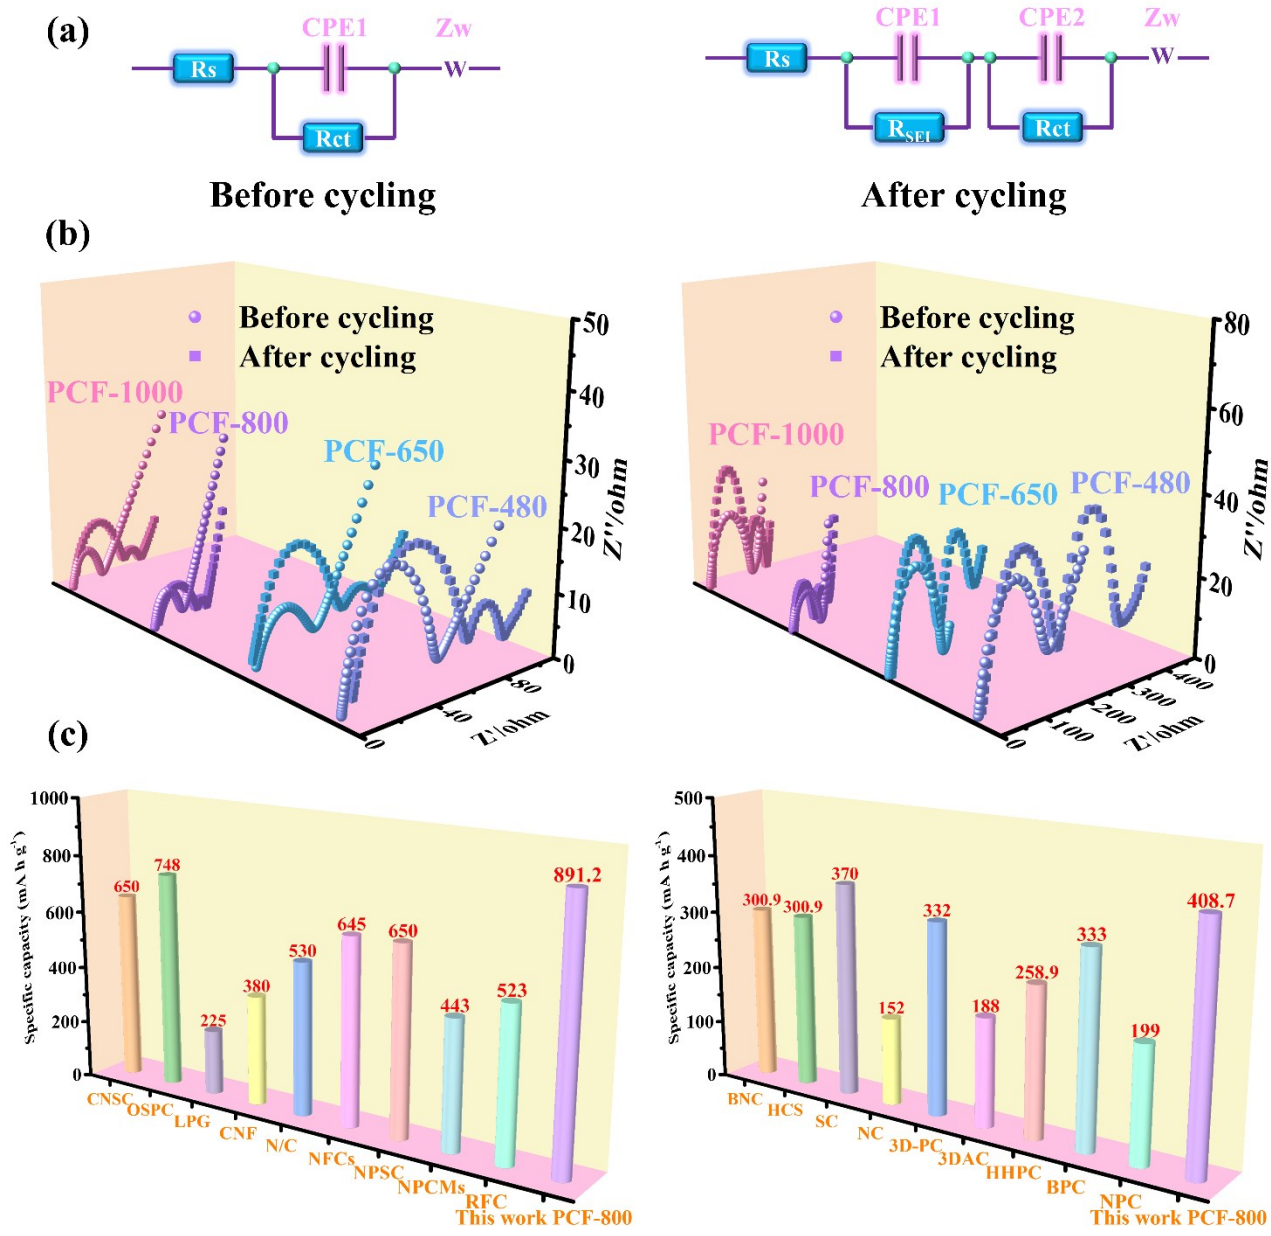 (a)
CPE1
Zw
Rs
W
Rct
Before cycling
CPE1
CPE2
Zw
Rs
W
RSEI
Rct
After cycling
(b)
Before cycling
After cycling
PCF-1000
PCF-800
PCF-650
PCF-480
50
40
30
20
10
0
Z''/ohm
0
40
80
Z'/ohm
Before cycling
After cycling
PCF-1000
PCF-800
PCF-650
PCF-480
80
60
40
20
0
Z''/ohm
0
100
200
300
400
Z'/ohm
(c)
Specific capacity (mA h g-1)
1000
800
600
400
200
0
650
748
225
380
530
645
650
443
523
891.2
CNSC
OSPC
LPG
CNF
N/C
NFCs
NPSC
NPCMs
RFC
This work PCF-800
Specific capacity (mA h g-1)
500
400
300
200
100
0
300.9
300.9
370
152
332
188
258.9
333
199
408.7
BNC
HCS
SC
NC
3D-PC
3DAC
HHPC
BPC
NPC
This work PCF-800